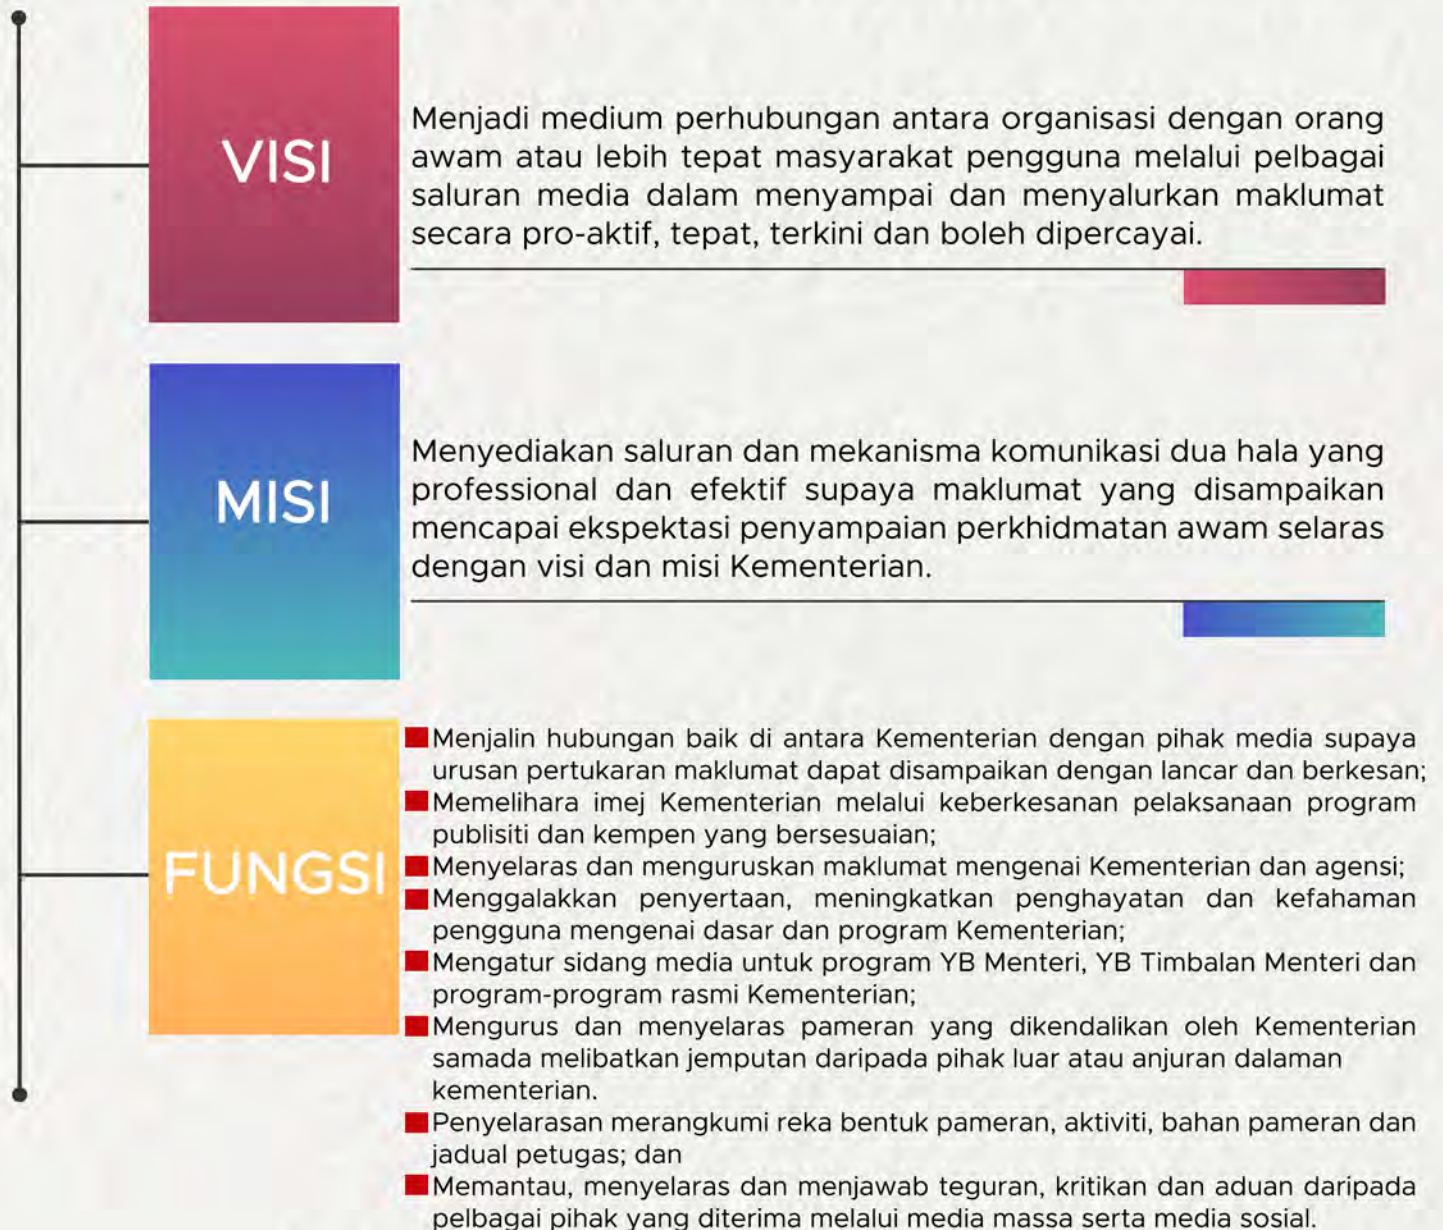 VISI
Menjadi medium perhubungan antara organisasi dengan orang
awam atau lebih tepat masyarakat pengguna melalui pelbagai
saluran media dalam menyampai dan menyalurkan maklumat
secara pro-aktif, tepat, terkini dan boleh dipercayai.
MISI
Menyediakan saluran dan mekanisma komunikasi dua hala yang
professional dan efektif supaya maklumat yang disampaikan
mencapai ekspektasi penyampaian perkhidmatan awam selaras
dengan visi dan misi Kementerian.
FUNGSI
Menjalin hubungan baik di antara Kementerian dengan pihak media supaya
urusan pertukaran maklumat dapat disampaikan dengan lancar dan berkesan;
Memelihara imej Kementerian melalui keberkesanan pelaksanaan program
publisiti dan kempen yang bersesuaian;
Menyelaras dan menguruskan maklumat mengenai Kementerian dan agensi;
Menggalakkan penyertaan, meningkatkan penghayatan dan kefahaman
pengguna mengenai dasar dan program Kementerian;
Mengatur sidang media untuk program YB Menteri, YB Timbalan Menteri dan
program-program rasmi Kementerian;
Mengurus dan menyelaras pameran yang dikendalikan oleh Kementerian
samada melibatkan jemputan daripada pihak luar atau anjuran dalaman
kementerian.
Penyelarasan merangkumi reka bentuk pameran, aktiviti, bahan pameran dan
jadual petugas; dan
Memantau, menyelaras dan menjawab teguran, kritikan dan aduan daripada
pelbagai pihak yang diterima melalui media massa serta media sosial.